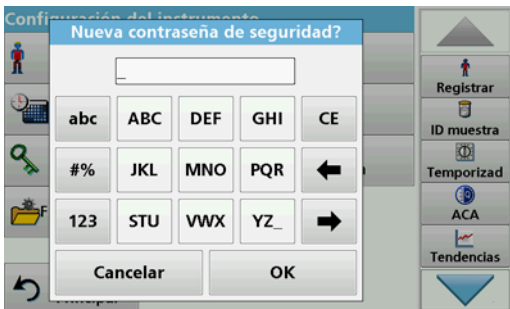 Configuración del instrumento
Nueva contraseña de seguridad?
_
abc ABC DEF GHI CE
#% JKL MNO PQR
123 STU VWX YZ_
Cancelar OK
Registrar
ID muestra
Temporizad
ACA
Tendencias
F
Principal